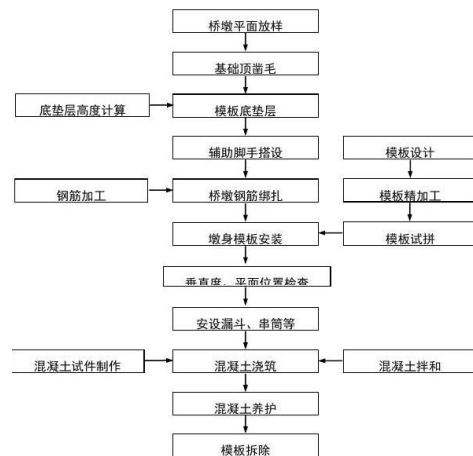 桥墩平面放样
基础顶凿毛
底垫层高度计算
模板底垫层
辅助脚手搭设
模板设计
钢筋加工
桥墩钢筋绑扎
模板精加工
墩身模板安装
模板试拼
垂直度、平面位置检查
安设漏斗、串筒等
混凝土试件制作
混凝土浇筑
混凝土拌和
混凝土养护
模板拆除